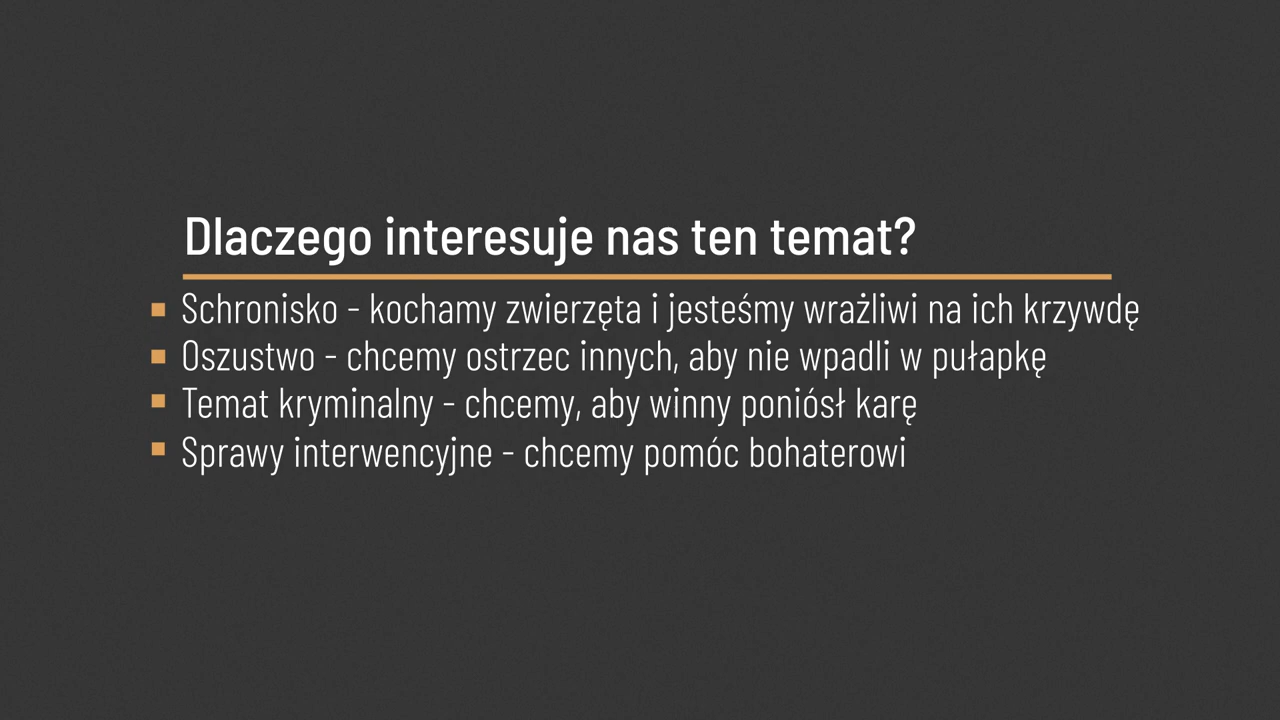 Dlaczego interesuje nas ten temat?
Schronisko - kochamy zwierzęta i jesteśmy wrażliwi na ich krzywdę
Oszustwo - chcemy ostrzec innych, aby nie wpadli w pułapkę
Temat kryminalny - chcemy, aby winny poniósł karę
Sprawy interwencyjne - chcemy pomóc bohaterowi